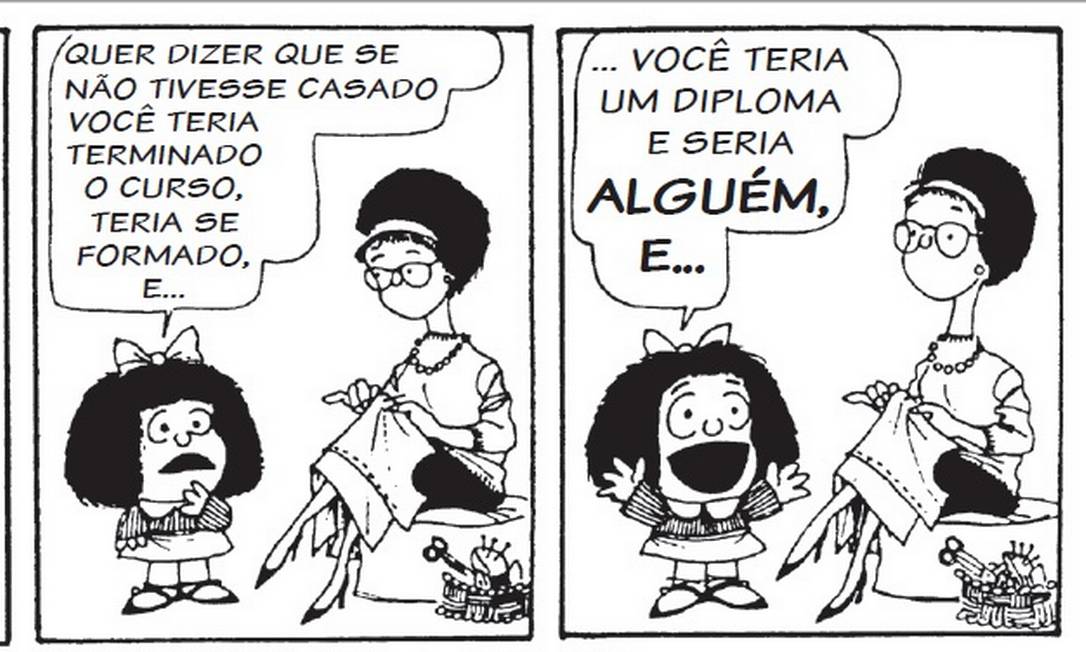 QUER DIZER QUE SE
NÃO TIVESSE CASADO
VOCÊ TERIA
TERMINADO
O CURSO,
TERIA SE
FORMADO,
E...
... VOCÊ TERIA
UM DIPLOMA
E SERIA
ALGUÉM,
E...